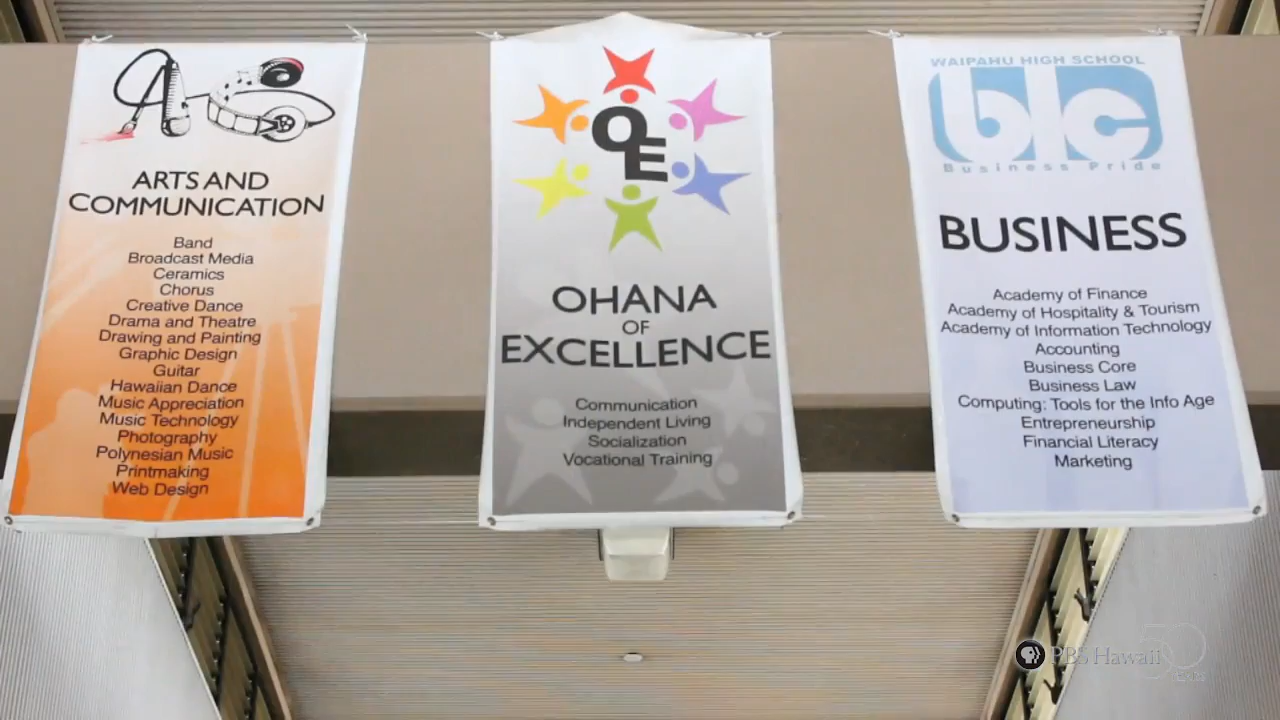 ARTS AND
COMMUNICATION
Band
Broadcast Media
Ceramics
Chorus
Creative Dance
Drama and Theatre
Drawing and Painting
Graphic Design
Guitar
Hawaiian Dance
Music Appreciation
Music Technology
Photography
Polynesian Music
Printmaking
Web Design
OE
OHANA
OF
EXCELLENCE
Communication
Independent Living
Socialization
Vocational Training
WAIPAHU HIGH SCHOOL
blc
Business Pride
BUSINESS
Academy of Finance
Academy of Hospitality & Tourism
Academy of Information Technology
Accounting
Business Core
Business Law
Computing: Tools for the Info Age
Entrepreneurship
Financial Literacy
Marketing
PBS Hawaii 50
YEARS